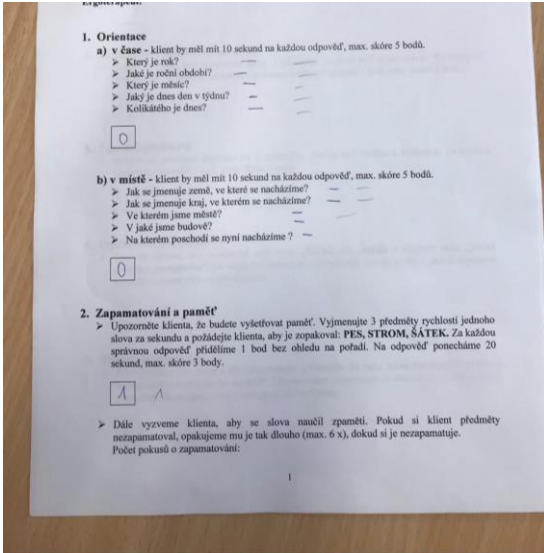 Ergoterapeut:
1. Orientace
a) v čase - klient by měl mít 10 sekund na každou odpověď, max. skóre 5 bodů.
➤ Který je rok? —
➤ Jaké je roční období? —
➤ Který je měsíc? —
➤ Jaký je dnes den v týdnu? –
➤ Kolikátého je dnes? —
0
b) v místě - klient by měl mít 10 sekund na každou odpověď, max. skóre 5 bodů.
➤ Jak se jmenuje země, ve které se nacházíme? –
➤ Jak se jmenuje kraj, ve kterém se nacházíme? –
➤ Ve kterém jsme městě? –
➤ V jaké jsme budově? –
➤ Na kterém poschodí se nyní nacházíme ? –
0
2. Zapamatování a paměť
➤ Upozorněte klienta, že budete vyšetřovat paměť. Vyjmenujte 3 předměty rychlostí jednoho
slova za sekundu a požádejte klienta, aby je zopakoval: PES, STROM, ŠÁTEK. Za každou
správnou odpověď přidělíme 1 bod bez ohledu na pořadí. Na odpověď ponecháme 20
sekund, max. skóre 3 body.
1 1
➤ Dále vyzveme klienta, aby se slova naučil zpaměti. Pokud si klient předměty
nezapamatoval, opakujeme mu je tak dlouho (max. 6 x), dokud si je nezapamatuje.
Počet pokusů o zapamatování:
1